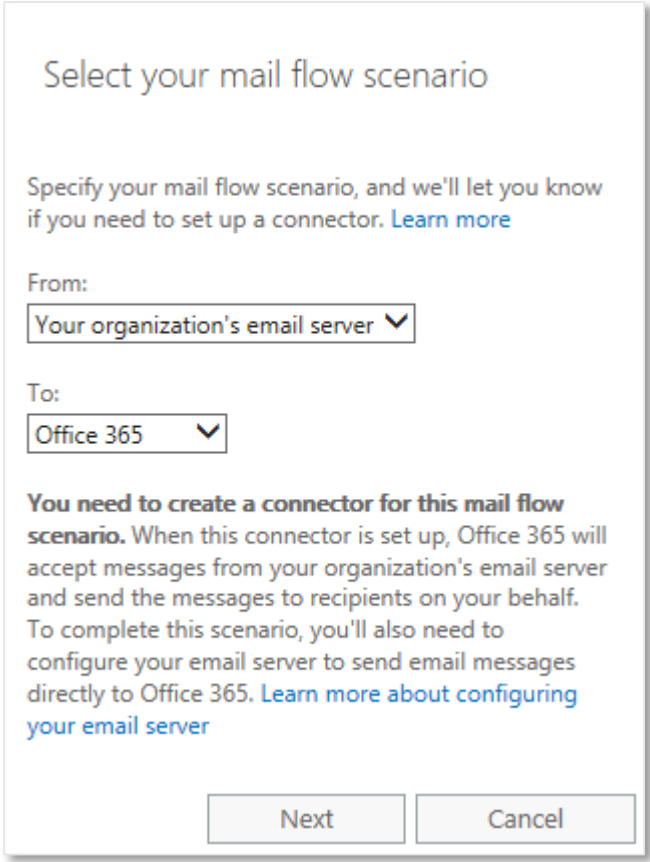 Select your mail flow scenario
Specify your mail flow scenario, and we'll let you know
if you need to set up a connector. Learn more
From:
Your organization's email server
To:
Office 365
You need to create a connector for this mail flow
scenario. When this connector is set up, Office 365 will
accept messages from your organization's email server
and send the messages to recipients on your behalf.
To complete this scenario, you'll also need to
configure your email server to send email messages
directly to Office 365. Learn more about configuring
your email server
Next
Cancel